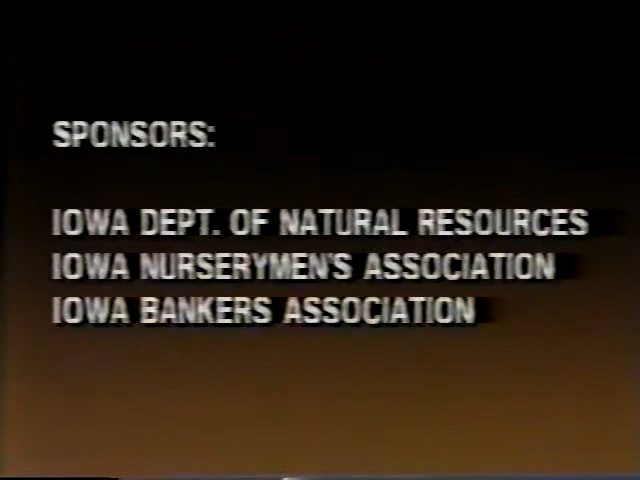 SPONSORS:
IOWA DEPT. OF NATURAL RESOURCES
IOWA NURSERYMEN'S ASSOCIATION
IOWA BANKERS ASSOCIATION